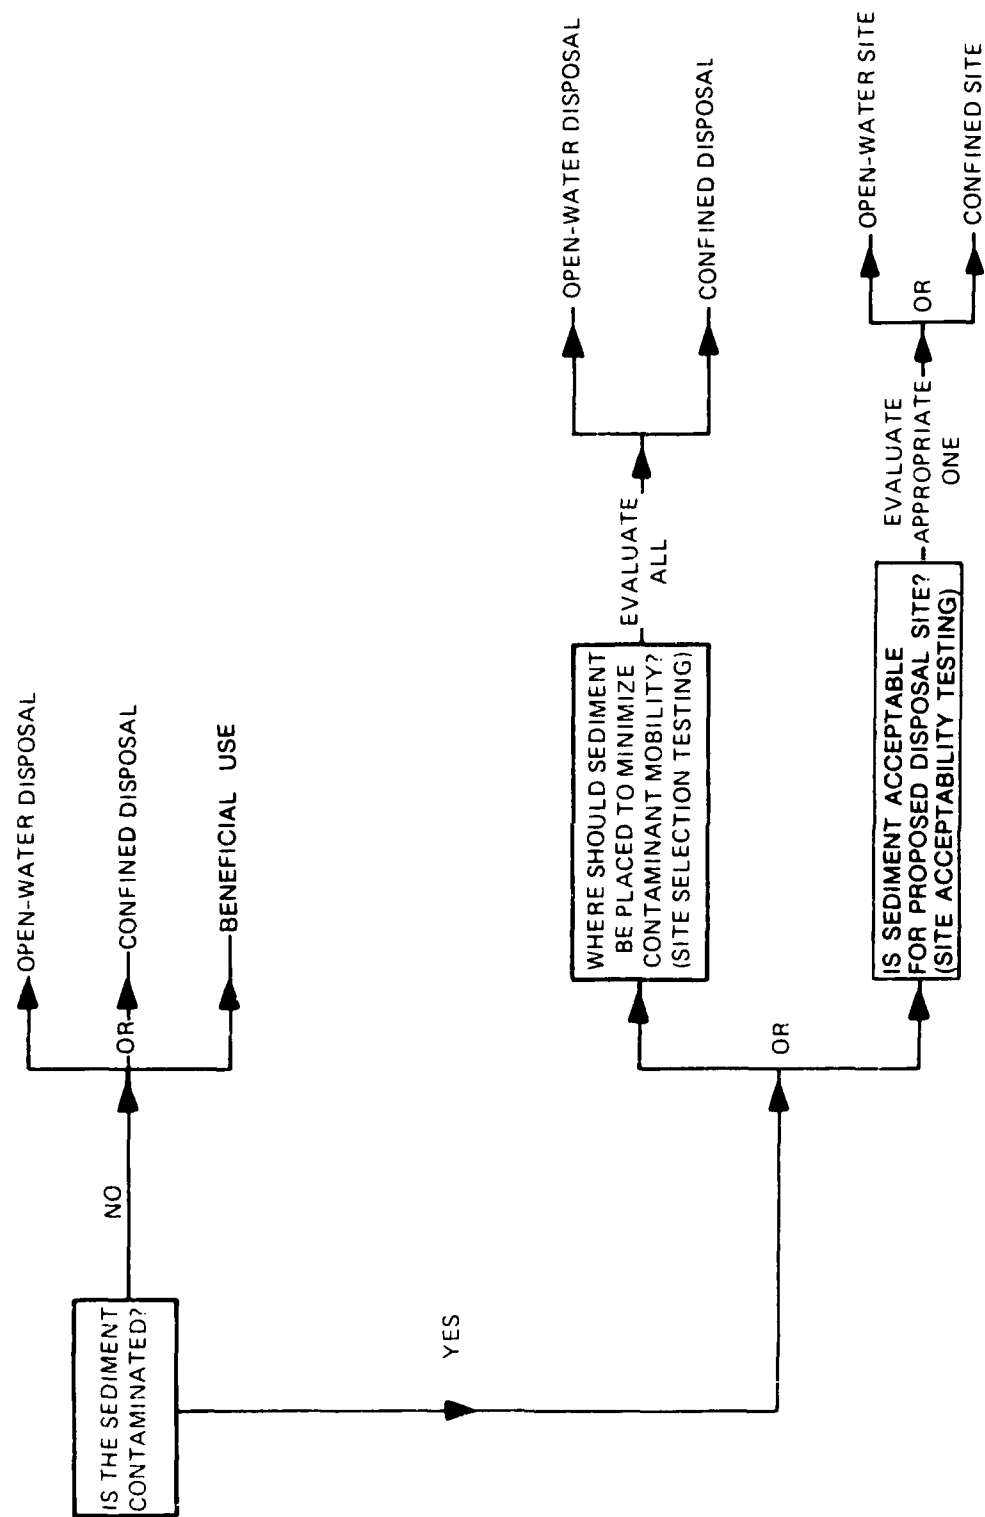 IS THE SEDIMENT
CONTAMINATED?
NO
OR
OPEN-WATER DISPOSAL
CONFINED DISPOSAL
BENEFICIAL USE
YES
OR
WHERE SHOULD SEDIMENT
BE PLACED TO MINIMIZE
CONTAMINANT MOBILITY?
(SITE SELECTION TESTING)
EVALUATE
ALL
OPEN-WATER DISPOSAL
CONFINED DISPOSAL
IS SEDIMENT ACCEPTABLE
FOR PROPOSED DISPOSAL SITE?
(SITE ACCEPTABILITY TESTING)
EVALUATE
APPROPRIATE
ONE
OR
OPEN-WATER SITE
CONFINED SITE